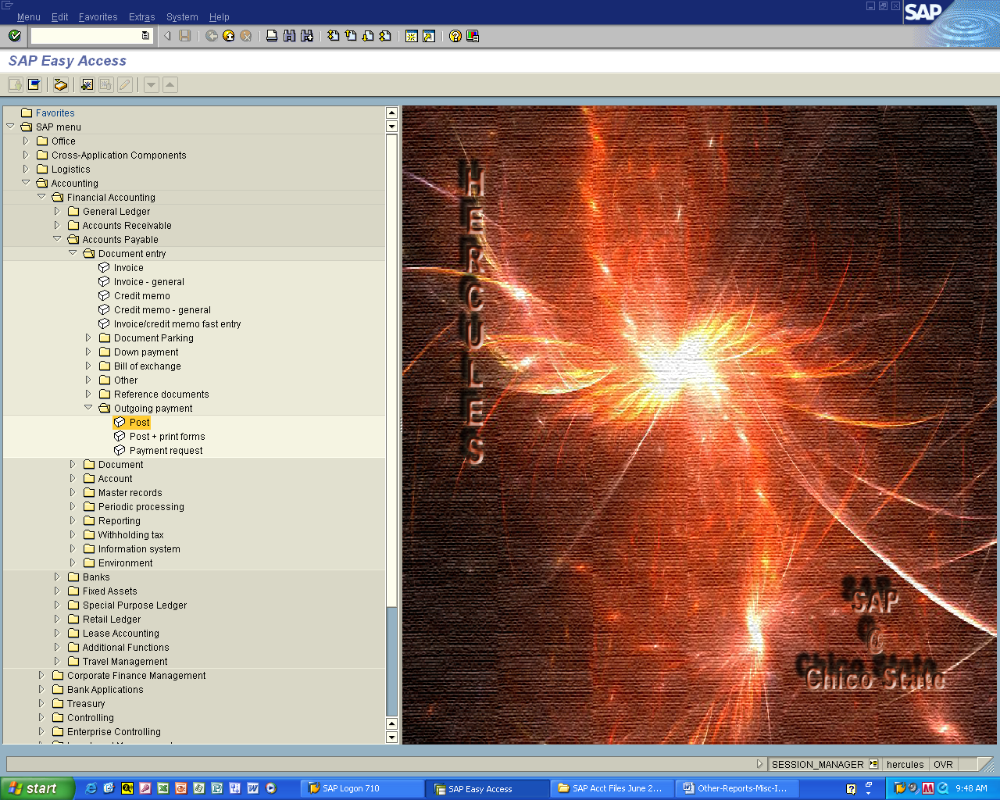 Menu Edit Favorites Extras System Help
SAP
SAP Easy Access
Favorites
SAP menu
Office
Cross-Application Components
Logistics
Accounting
Financial Accounting
General Ledger
Accounts Receivable
Accounts Payable
Document entry
Invoice
Invoice - general
Credit memo
Credit memo - general
Invoice/credit memo fast entry
Document Parking
Down payment
Bill of exchange
Other
Reference documents
Outgoing payment
Post
Post + print forms
Payment request
Document
Account
Master records
Periodic processing
Reporting
Withholding tax
Information system
Environment
Banks
Fixed Assets
Special Purpose Ledger
Retail Ledger
Lease Accounting
Additional Functions
Travel Management
Corporate Finance Management
Bank Applications
Treasury
Controlling
Enterprise Controlling
HERCULES
SAP
@
Chico State
SESSION_MANAGER hercules OVR
start SAP Logon 710 SAP Easy Access SAP Acct Files June 2... Other-Reports-Misc-I... 9:48 AM